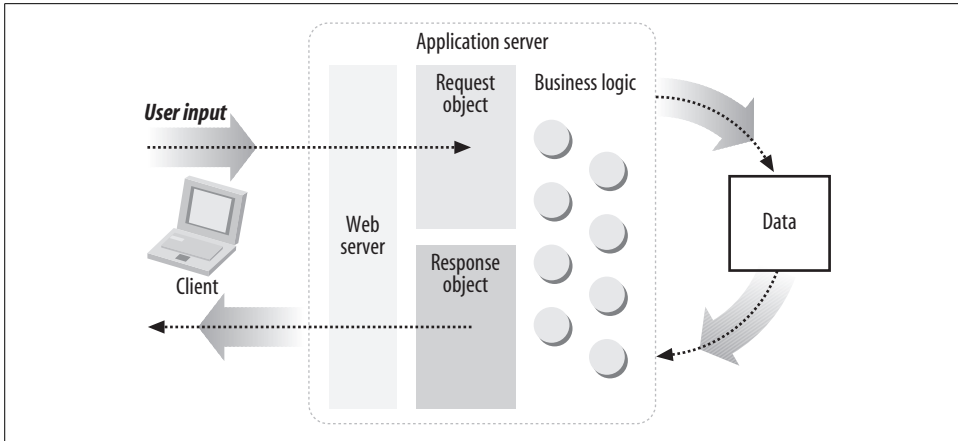 Application server
User input
Request
object
Business logic
Web
server
Data
Client
Response
object